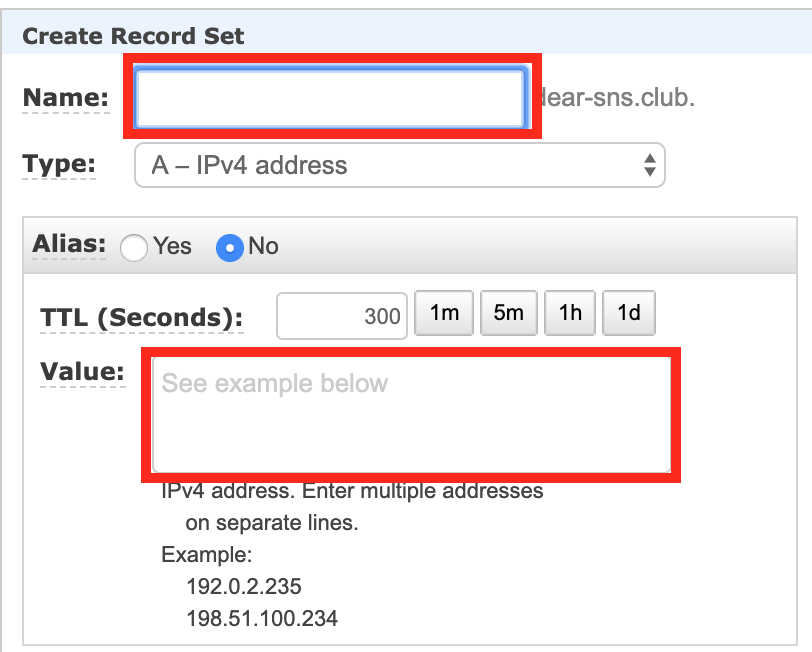 Create Record Set
Name: dear-sns.club.
Type: A – IPv4 address
Alias: Yes No
TTL (Seconds): 300 1m 5m 1h 1d
Value: See example below
IPv4 address. Enter multiple addresses
on separate lines.
Example:
192.0.2.235
198.51.100.234